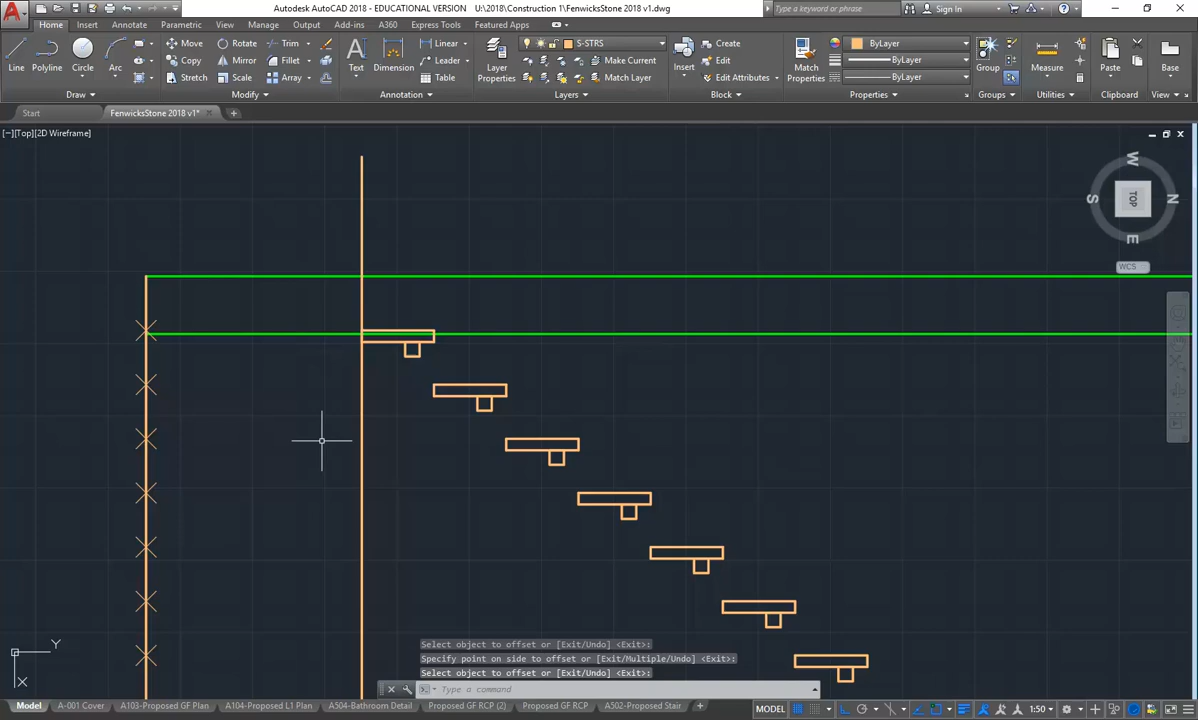 Autodesk AutoCAD 2018 - EDUCATIONAL VERSION U:\2018\Construction 1\FenwicksStone 2018 v1.dwg
Type a keyword or phrase
Sign In
Home Insert Annotate Parametric View Manage Output Add-ins A360 Express Tools Featured Apps
Line Polyline Circle Arc
Move Rotate Trim
Copy Mirror Fillet
Stretch Scale Array
Text Dimension
Linear
Leader
Table
Layer Properties
S-STRS
Make Current
Match Layer
Insert
Create
Edit
Edit Attributes
Match Properties
ByLayer
ByLayer
ByLayer
Group
Measure
Paste
Base
Draw Modify Annotation Layers Block Properties Groups Utilities Clipboard View
Start FenwicksStone 2018 v1*
[−][Top][2D Wireframe]
W
S TOP N
E
WCS
Y
X
Select object to offset or [Exit/Undo] <Exit>:
Specify point on side to offset or [Exit/Multiple/Undo] <Exit>:
Select object to offset or [Exit/Undo] <Exit>:
Type a command
Model A-001 Cover A103-Proposed GF Plan A104-Proposed L1 Plan A504-Bathroom Detail Proposed GF RCP (2) Proposed GF RCP A502-Proposed Stair
MODEL 1:50